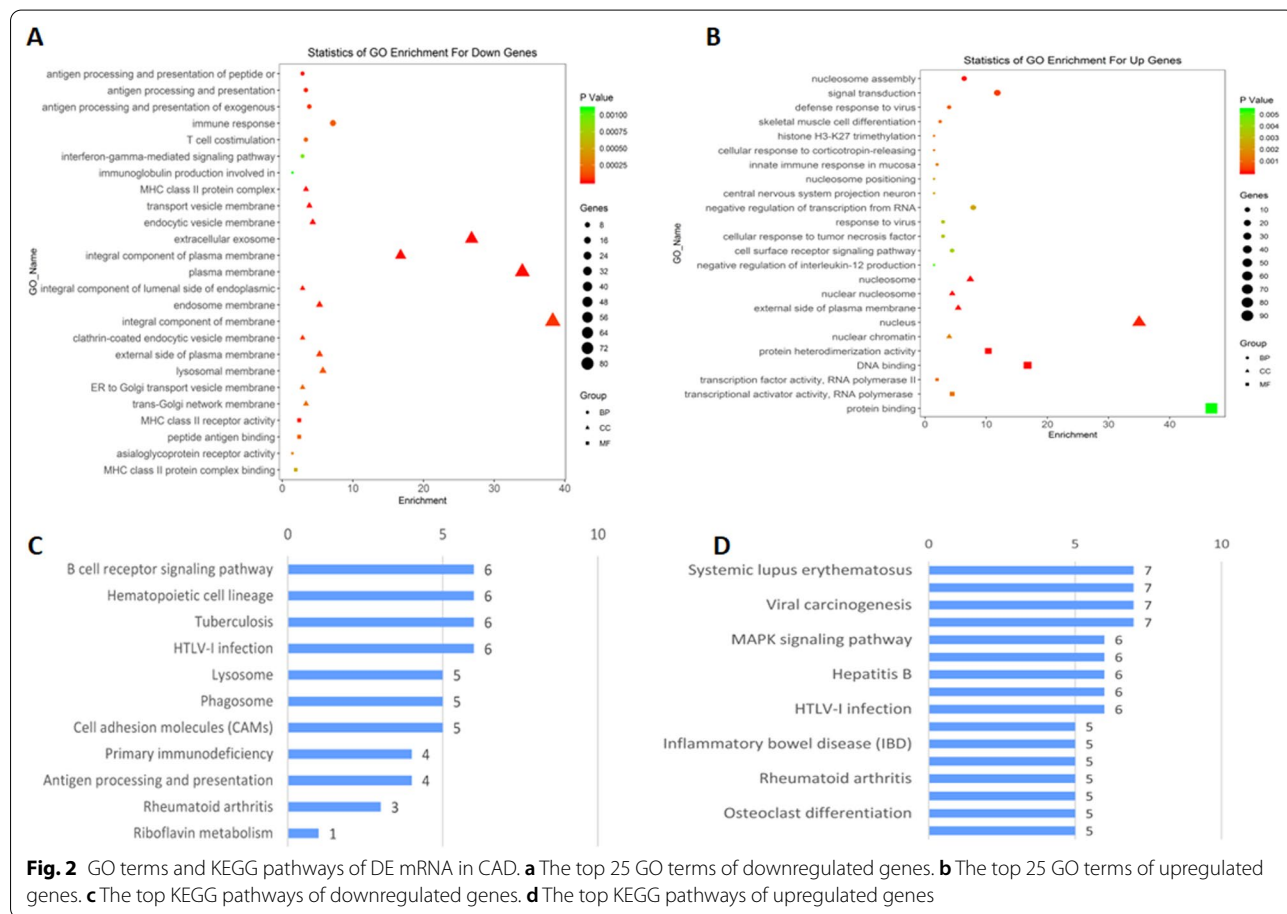 A
Statistics of GO Enrichment For Down Genes
antigen processing and presentation of peptide or
antigen processing and presentation
antigen processing and presentation of exogenous
immune response
T cell costimulation
interferon-gamma-mediated signaling pathway
immunoglobulin production involved in
MHC class II protein complex
transport vesicle membrane
endocytic vesicle membrane
extracellular exosome
integral component of plasma membrane
plasma membrane
integral component of lumenal side of endoplasmic
endosome membrane
integral component of membrane
clathrin-coated endocytic vesicle membrane
external side of plasma membrane
lysosomal membrane
ER to Golgi transport vesicle membrane
trans-Golgi network membrane
MHC class II receptor activity
peptide antigen binding
asialoglycoprotein receptor activity
MHC class II protein complex binding
GO_Name
0 10 20 30 40
Enrichment
P Value
0.00100
0.00075
0.00050
0.00025
Genes
8
16
24
32
40
48
56
64
72
80
Group
BP
CC
MF
B
Statistics of GO Enrichment For Up Genes
nucleosome assembly
signal transduction
defense response to virus
skeletal muscle cell differentiation
histone H3-K27 trimethylation
cellular response to corticotropin-releasing
innate immune response in mucosa
nucleosome positioning
central nervous system projection neuron
negative regulation of transcription from RNA
response to virus
cellular response to tumor necrosis factor
cell surface receptor signaling pathway
negative regulation of interleukin-12 production
nucleosome
nuclear nucleosome
external side of plasma membrane
nucleus
nuclear chromatin
protein heterodimerization activity
DNA binding
transcription factor activity, RNA polymerase II
transcriptional activator activity, RNA polymerase
protein binding
GO_Name
0 10 20 30 40
Enrichment
P Value
0.005
0.004
0.003
0.002
0.001
Genes
10
20
30
40
50
60
70
80
90
Group
BP
CC
MF
C
0 5 10
B cell receptor signaling pathway 6
Hematopoietic cell lineage 6
Tuberculosis 6
HTLV-I infection 6
Lysosome 5
Phagosome 5
Cell adhesion molecules (CAMs) 5
Primary immunodeficiency 4
Antigen processing and presentation 4
Rheumatoid arthritis 3
Riboflavin metabolism 1
D
0 5 10
Systemic lupus erythematosus 7
7
Viral carcinogenesis 7
7
MAPK signaling pathway 6
6
Hepatitis B 6
6
HTLV-I infection 6
5
Inflammatory bowel disease (IBD) 5
5
Rheumatoid arthritis 5
5
Osteoclast differentiation 5
5
Fig. 2 GO terms and KEGG pathways of DE mRNA in CAD. a The top 25 GO terms of downregulated genes. b The top 25 GO terms of upregulated
genes. c The top KEGG pathways of downregulated genes. d The top KEGG pathways of upregulated genes